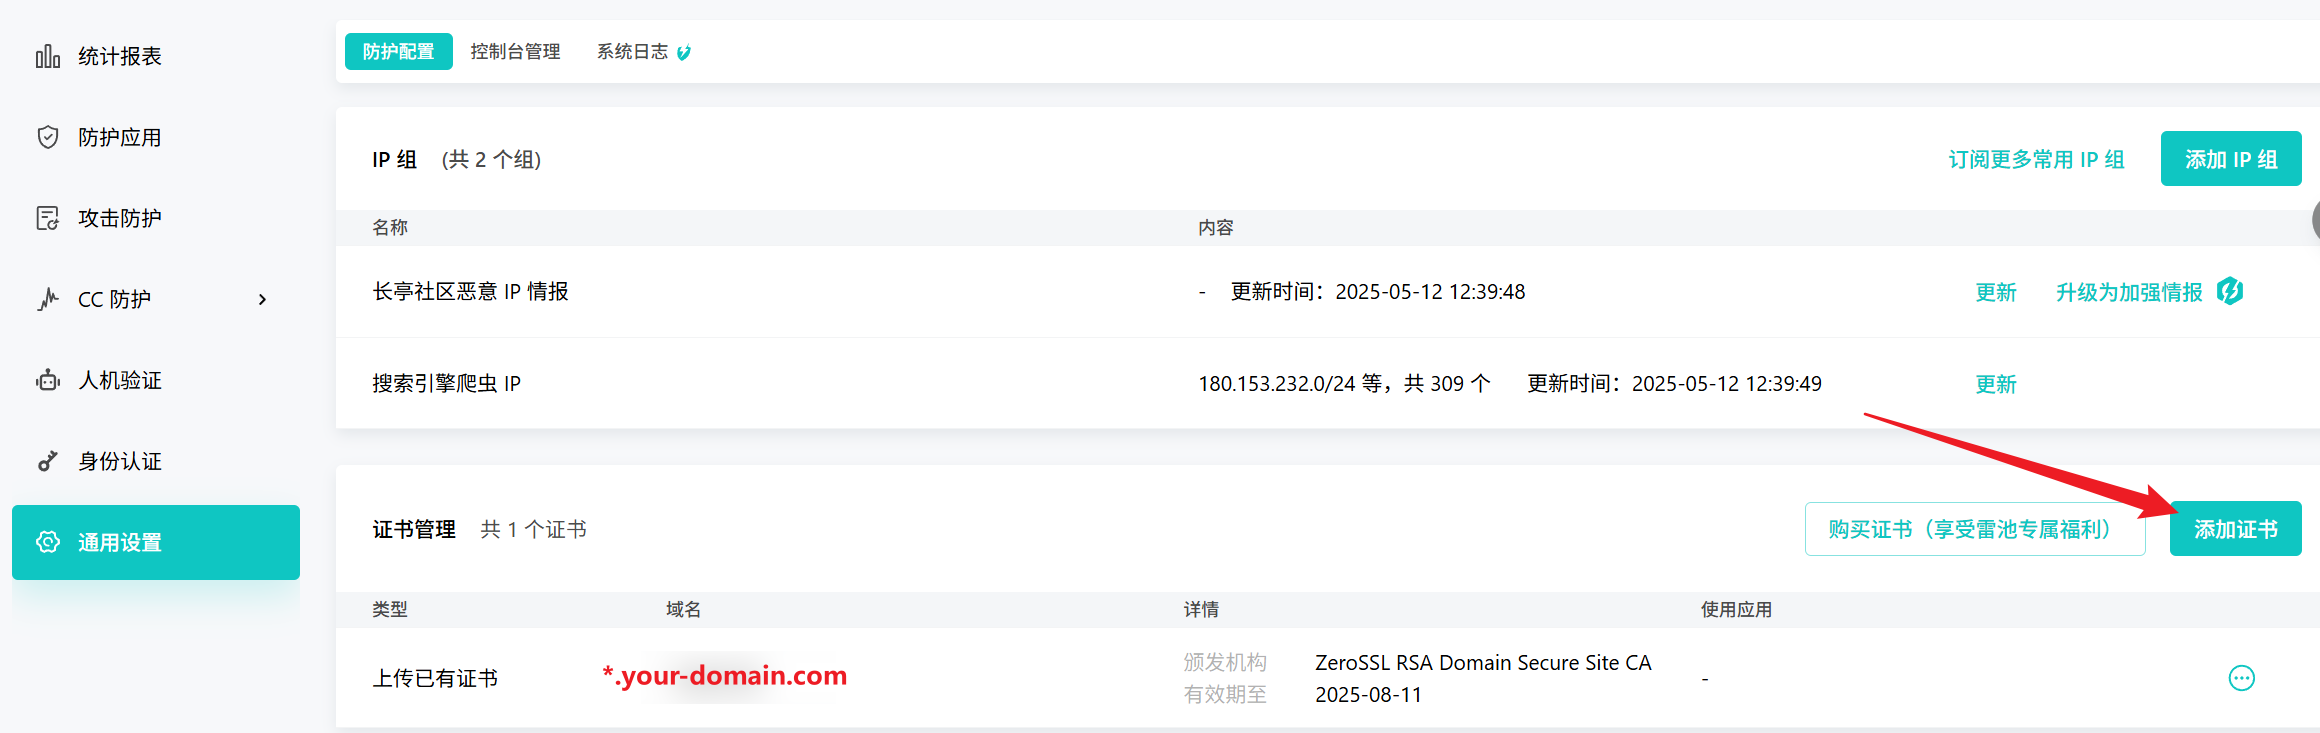 统计报表
防护应用
攻击防护
CC 防护
人机验证
身份认证
通用设置
防护配置 控制台管理 系统日志
IP 组 (共 2 个组) 订阅更多常用 IP 组 添加 IP 组
名称 内容
长亭社区恶意 IP 情报 - 更新时间：2025-05-12 12:39:48 更新 升级为加强情报
搜索引擎爬虫 IP 180.153.232.0/24 等，共 309 个 更新时间：2025-05-12 12:39:49 更新
证书管理 共 1 个证书 购买证书（享受雷池专属福利） 添加证书
类型 域名 详情 使用应用
上传已有证书 *.your-domain.com 颁发机构 ZeroSSL RSA Domain Secure Site CA -
有效期至 2025-08-11